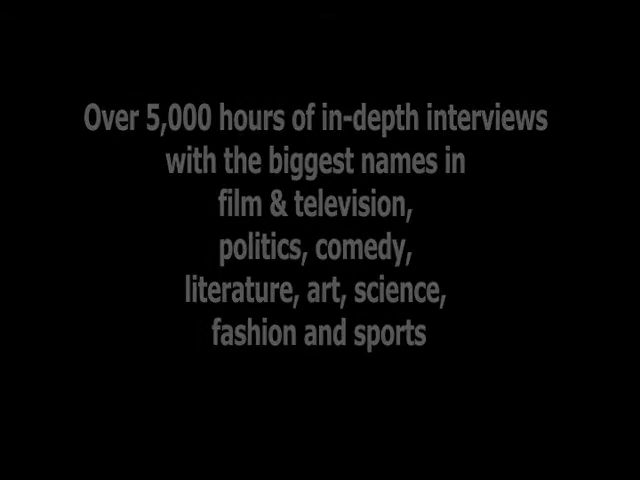 Over 5,000 hours of in-depth interviews
with the biggest names in
film & television,
politics, comedy,
literature, art, science,
fashion and sports